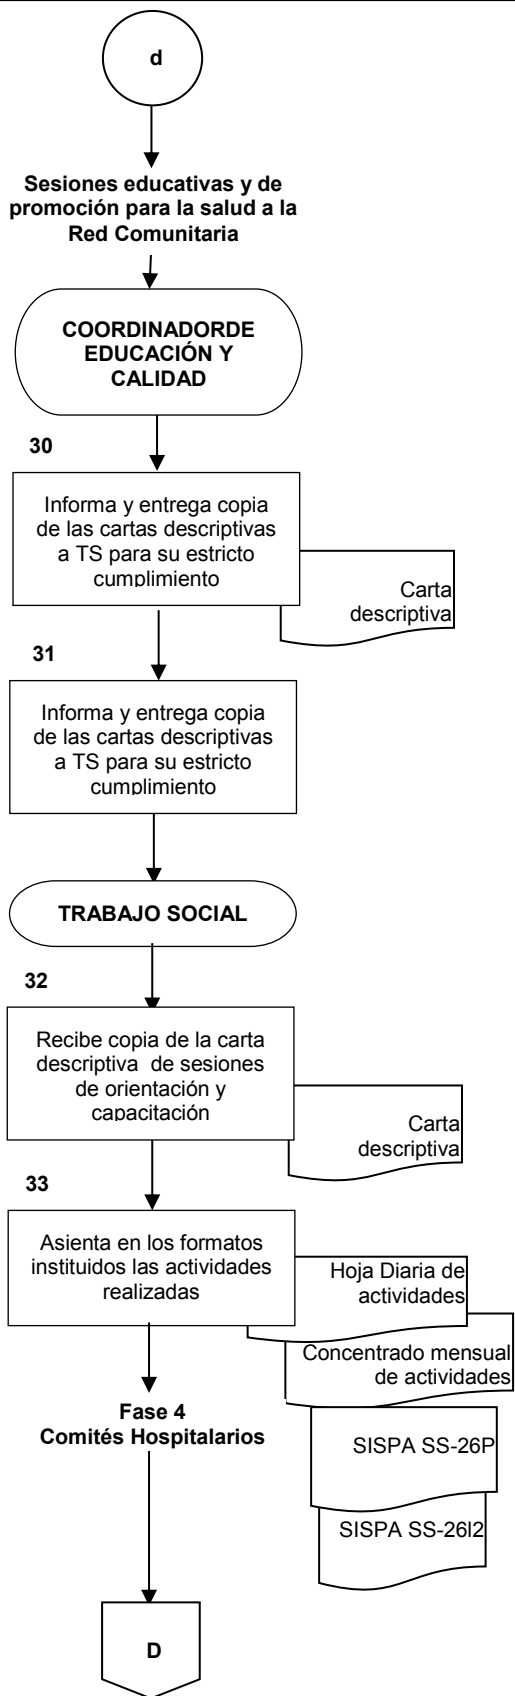 d
Sesiones educativas y de
promoción para la salud a la
Red Comunitaria
COORDINADORDE
EDUCACIÓN Y
CALIDAD
30
Informa y entrega copia
de las cartas descriptivas
a TS para su estricto
cumplimiento
Carta
descriptiva
31
Informa y entrega copia
de las cartas descriptivas
a TS para su estricto
cumplimiento
TRABAJO SOCIAL
32
Recibe copia de la carta
descriptiva de sesiones
de orientación y
capacitación
Carta
descriptiva
33
Asienta en los formatos
instituidos las actividades
realizadas
Hoja Diaria de
actividades
Concentrado mensual
de actividades
Fase 4
Comités Hospitalarios
SISPA SS-26P
SISPA SS-26I2
D